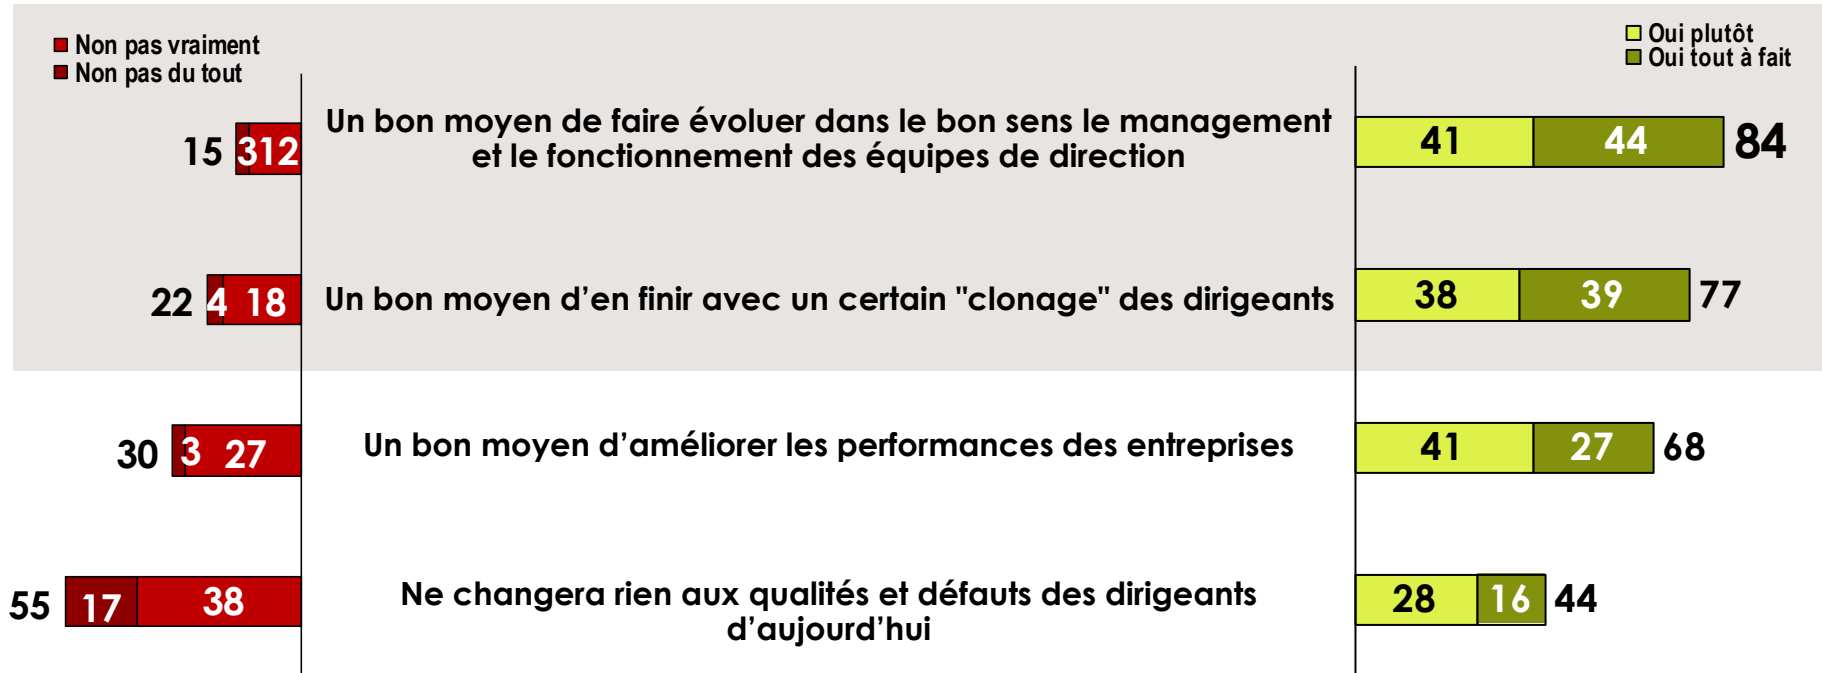 Non pas vraiment
Non pas du tout
Oui plutôt
Oui tout à fait
15 3 12
Un bon moyen de faire évoluer dans le bon sens le management
et le fonctionnement des équipes de direction
41 44 84
22 4 18
Un bon moyen d’en finir avec un certain "clonage" des dirigeants
38 39 77
30 3 27
Un bon moyen d’améliorer les performances des entreprises
41 27 68
55 17 38
Ne changera rien aux qualités et défauts des dirigeants
d’aujourd’hui
28 16 44